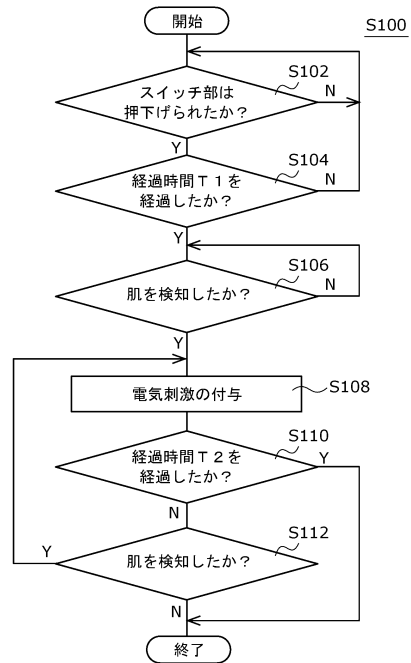 開始
S100
S102
スイッチ部は
押下げられたか？
N
Y
S104
経過時間Ｔ１を
経過したか？
N
Y
S106
肌を検知したか？
N
Y
電気刺激の付与
S108
S110
経過時間Ｔ２を
経過したか？
Y
N
S112
肌を検知したか？
Y
N
終了